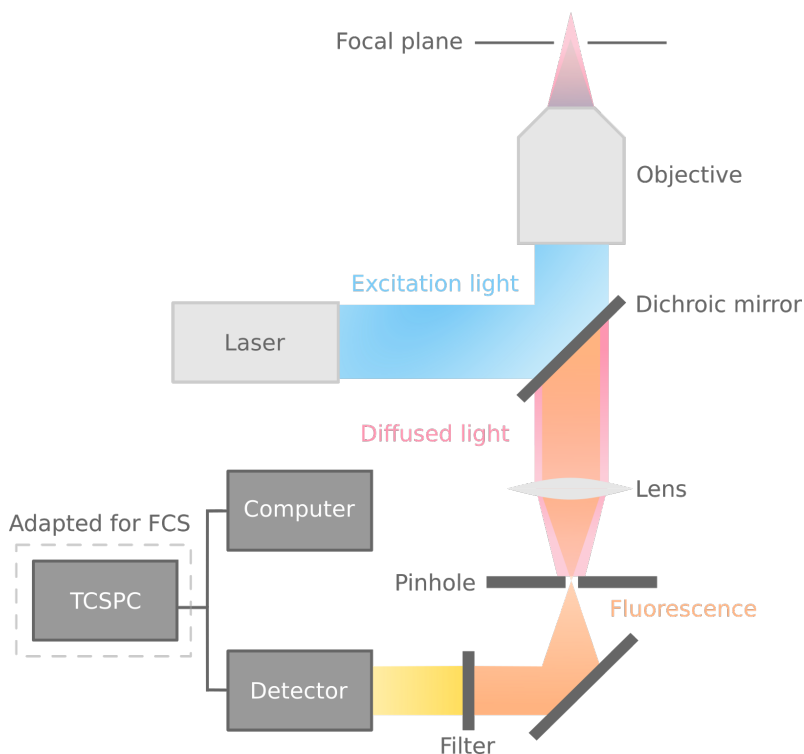 Focal plane
Objective
Excitation light
Dichroic mirror
Laser
Diffused light
Lens
Computer
Adapted for FCS
Pinhole
TCSPC
Fluorescence
Detector
Filter